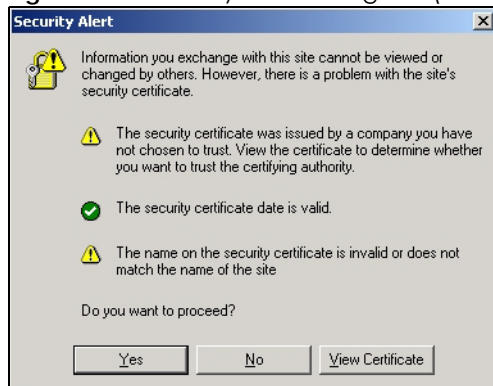 Security Alert
Information you exchange with this site cannot be viewed or
changed by others. However, there is a problem with the site's
security certificate.
The security certificate was issued by a company you have
not chosen to trust. View the certificate to determine whether
you want to trust the certifying authority.
The security certificate date is valid.
The name on the security certificate is invalid or does not
match the name of the site
Do you want to proceed?
Yes No View Certificate